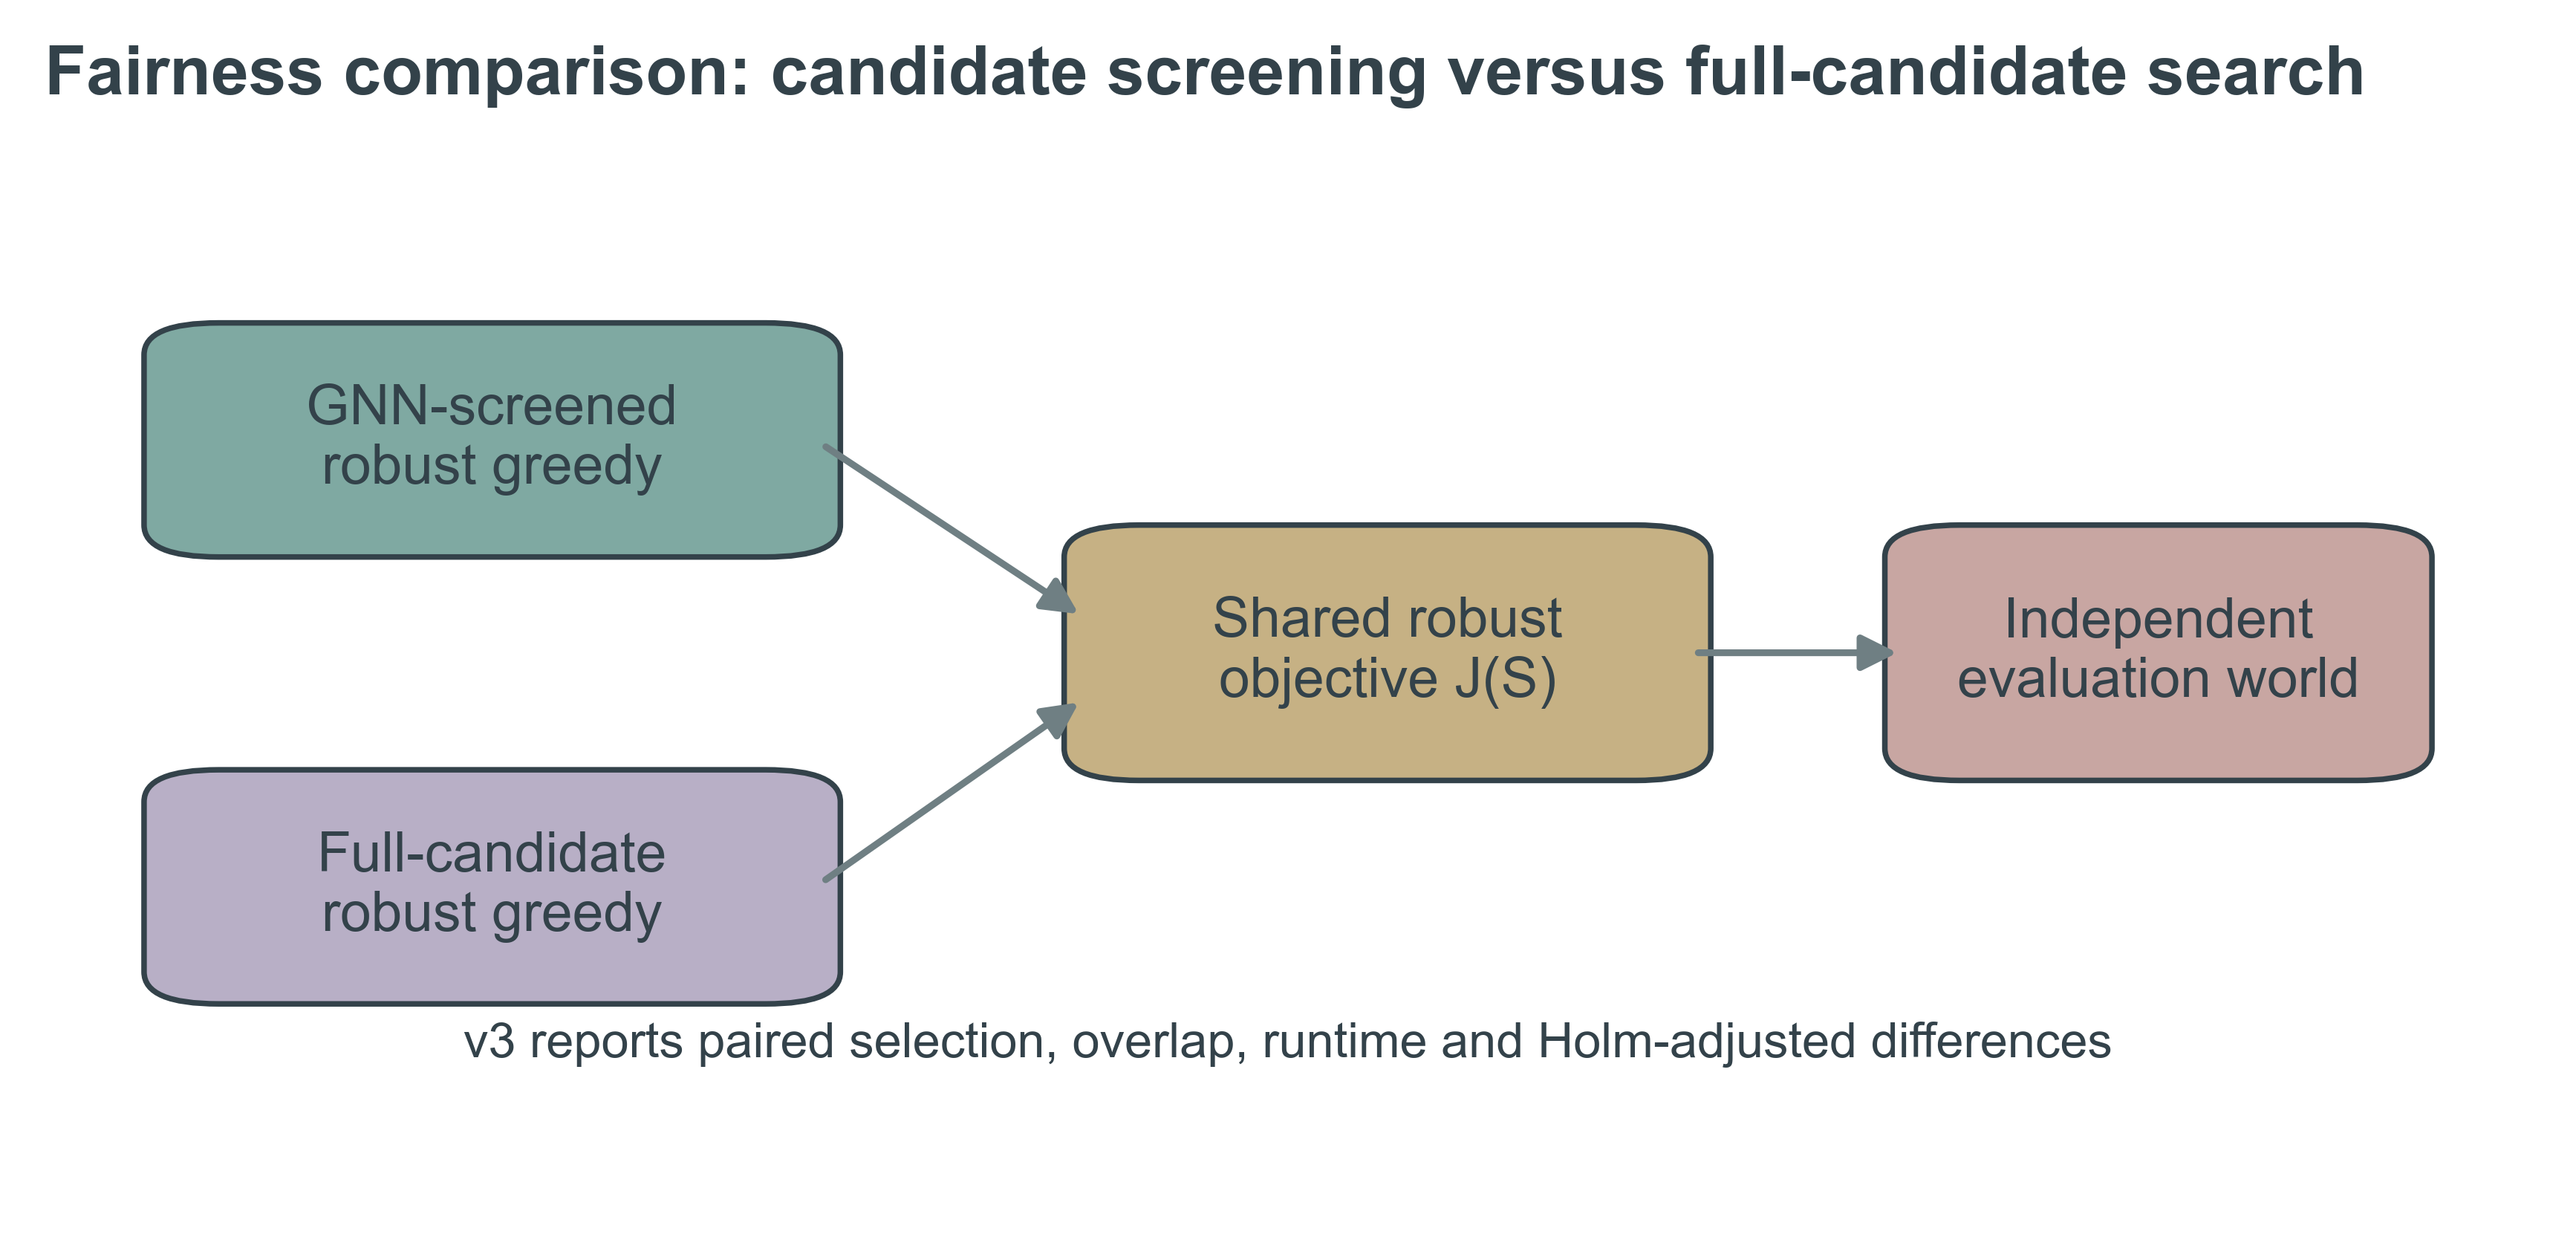 Fairness comparison: candidate screening versus full-candidate search
GNN-screened
robust greedy
Full-candidate
robust greedy
Shared robust
objective J(S)
Independent
evaluation world
v3 reports paired selection, overlap, runtime and Holm-adjusted differences